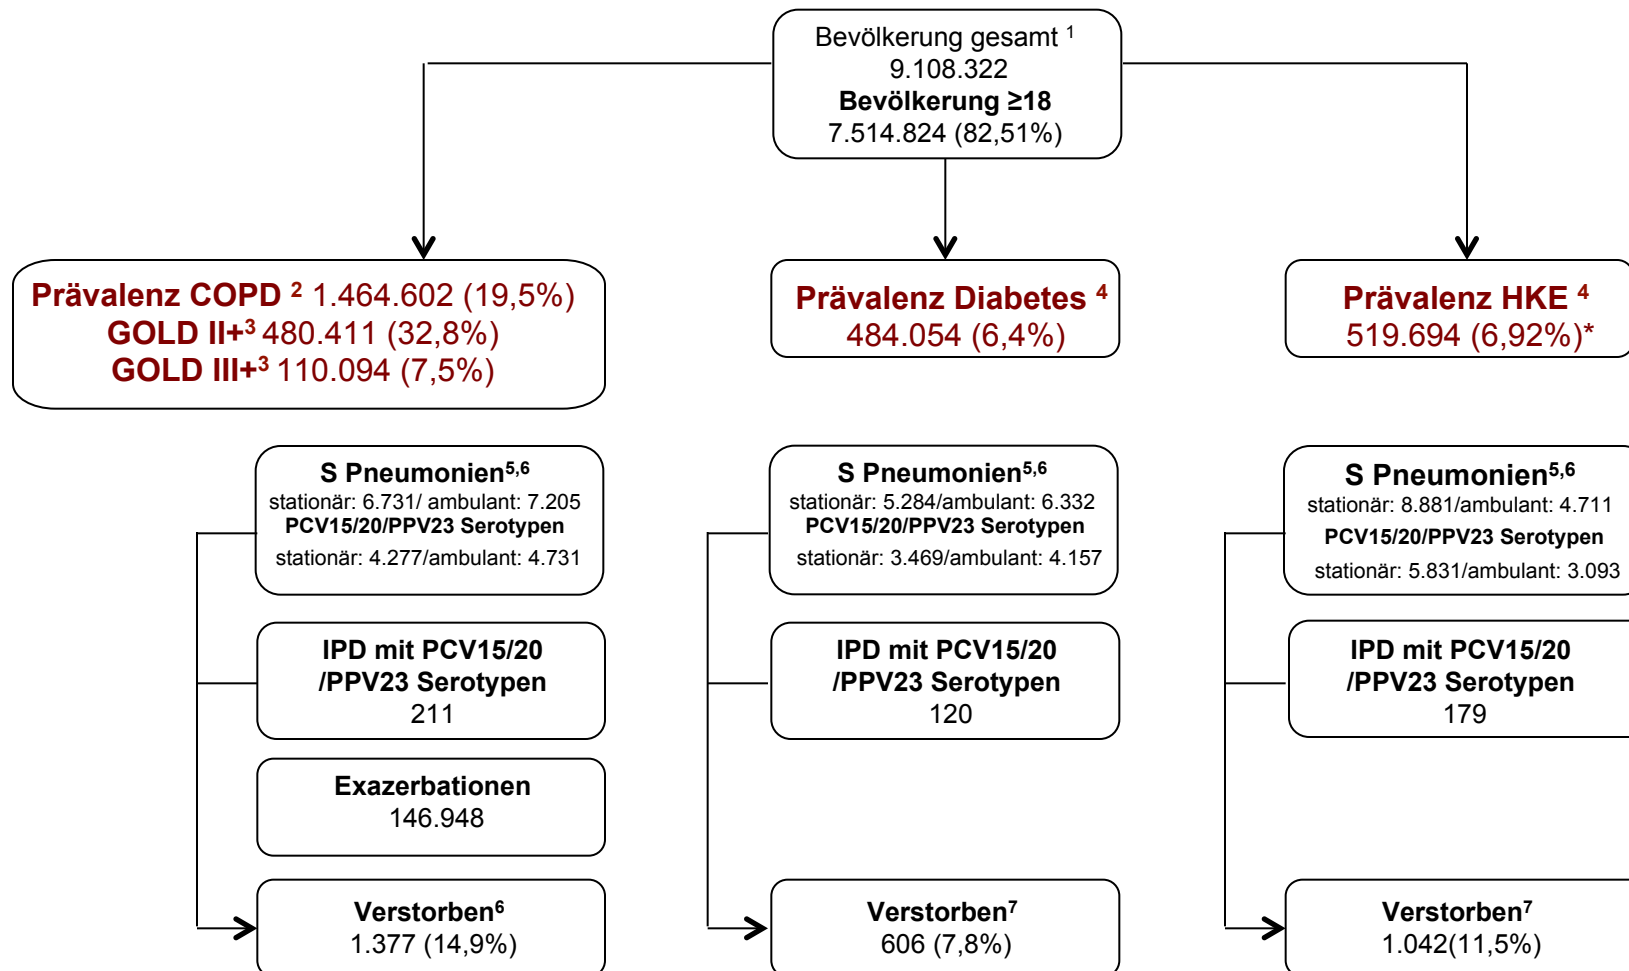 Bevölkerung gesamt ¹
9.108.322
Bevölkerung ≥18
7.514.824 (82,51%)
Prävalenz COPD ² 1.464.602 (19,5%)
GOLD II+³ 480.411 (32,8%)
GOLD III+³ 110.094 (7,5%)
Prävalenz Diabetes ⁴
484.054 (6,4%)
Prävalenz HKE ⁴
519.694 (6,92%)*
S Pneumonien⁵,⁶
stationär: 6.731/ ambulant: 7.205
PCV15/20/PPV23 Serotypen
stationär: 4.277/ambulant: 4.731
S Pneumonien⁵,⁶
stationär: 5.284/ambulant: 6.332
PCV15/20/PPV23 Serotypen
stationär: 3.469/ambulant: 4.157
S Pneumonien⁵,⁶
stationär: 8.881/ambulant: 4.711
PCV15/20/PPV23 Serotypen
stationär: 5.831/ambulant: 3.093
IPD mit PCV15/20
/PPV23 Serotypen
211
IPD mit PCV15/20
/PPV23 Serotypen
120
IPD mit PCV15/20
/PPV23 Serotypen
179
Exazerbationen
146.948
Verstorben⁶
1.377 (14,9%)
Verstorben⁷
606 (7,8%)
Verstorben⁷
1.042(11,5%)